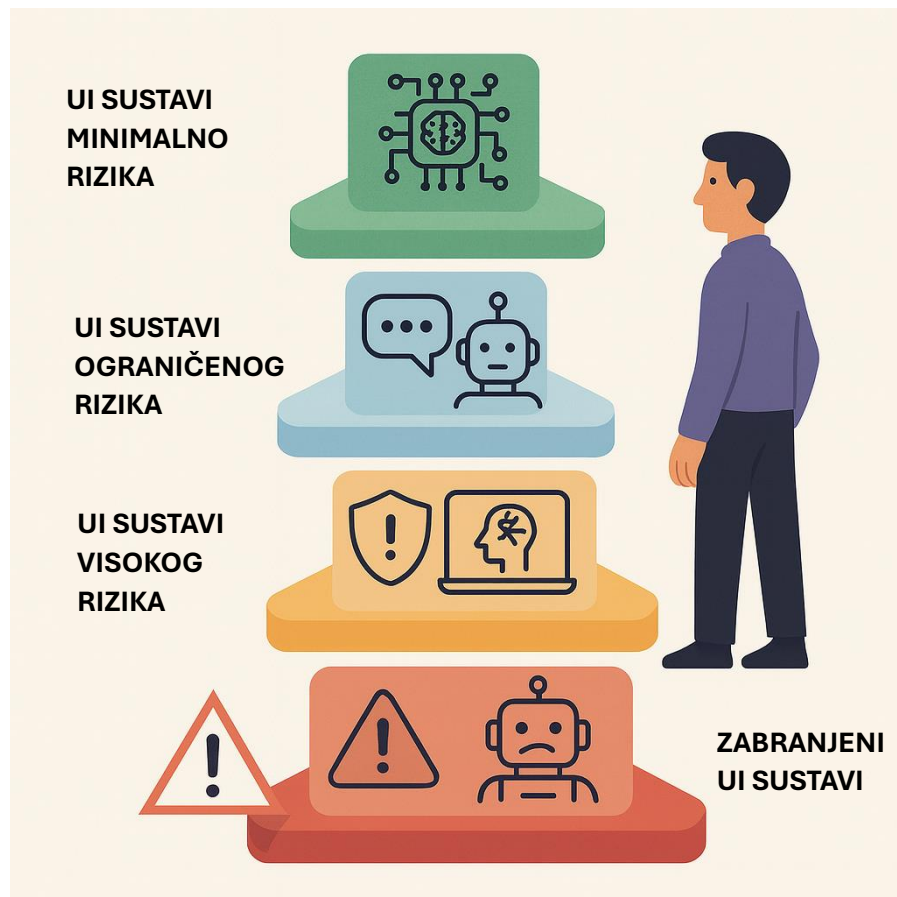 UI SUSTAVI
MINIMALNO
RIZIKA
UI SUSTAVI
OGRANIČENOG
RIZIKA
UI SUSTAVI
VISOKOG
RIZIKA
ZABRANJENI
UI SUSTAVI